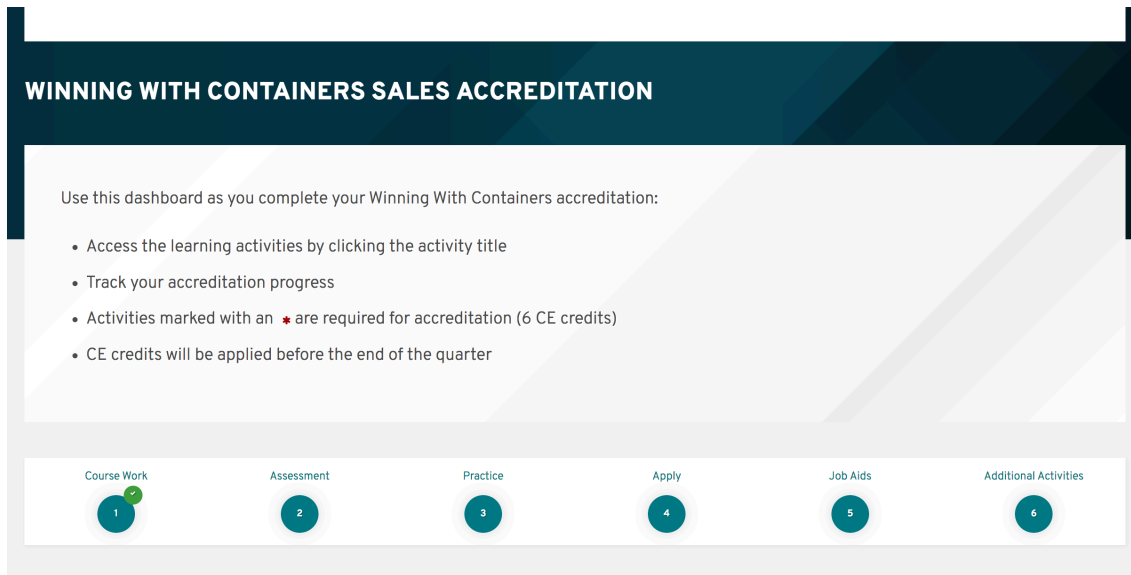 WINNING WITH CONTAINERS SALES ACCREDITATION
Use this dashboard as you complete your Winning With Containers accreditation:
• Access the learning activities by clicking the activity title
• Track your accreditation progress
• Activities marked with an * are required for accreditation (6 CE credits)
• CE credits will be applied before the end of the quarter
Course Work Assessment Practice Apply Job Aids Additional Activities
1 2 3 4 5 6